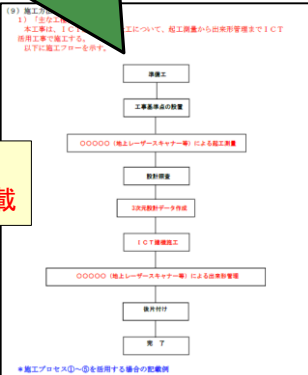 (9) 施工方
1)「主な工種
本工事は、ＩＣＴ 工について、起工測量から出来形管理までＩＣＴ
活用工事で施工する。
以下に施工フローを示す。
準備工
工事基準点の設置
〇〇〇〇〇（地上レーザースキャナー等）による起工測量
設計照査
3次元設計データ作成
載
ＩＣＴ建機施工
〇〇〇〇〇（地上レーザースキャナー等）による出来形管理
後片付け
完 了
＊施工プロセス①～⑤を活用する場合の記載例